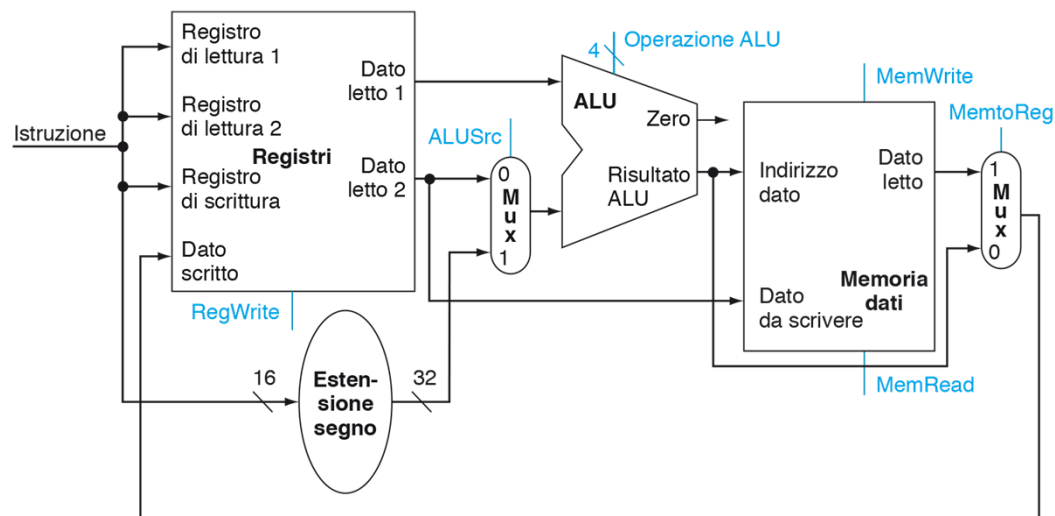 Istruzione
Registro
di lettura 1
Registro
di lettura 2
Registro
di scrittura
Dato
scritto
Registri
Dato
letto 1
Dato
letto 2
RegWrite
16
Esten-
sione
segno
32
ALUSrc
0
Mux
1
4
Operazione ALU
ALU
Zero
Risultato
ALU
MemWrite
Indirizzo
dato
Dato
letto
Dato
da scrivere
Memoria
dati
MemRead
MemtoReg
1
Mux
0